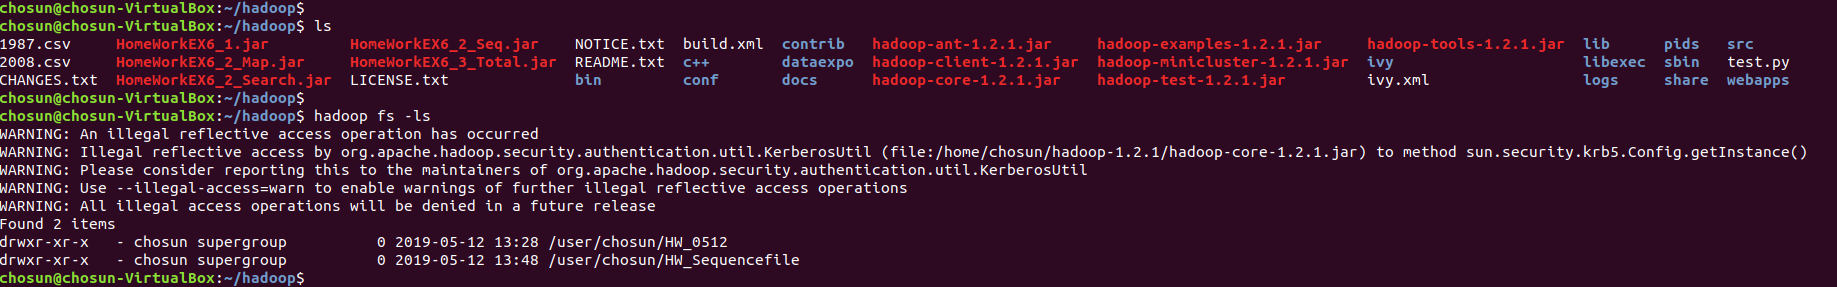 chosun@chosun-VirtualBox:~/hadoop$
chosun@chosun-VirtualBox:~/hadoop$ ls
1987.csv HomeWorkEX6_1.jar HomeWorkEX6_2_Seq.jar NOTICE.txt build.xml contrib hadoop-ant-1.2.1.jar hadoop-examples-1.2.1.jar hadoop-tools-1.2.1.jar lib pids src
2008.csv HomeWorkEX6_2_Map.jar HomeWorkEX6_3_Total.jar README.txt c++ dataexpo hadoop-client-1.2.1.jar hadoop-minicluster-1.2.1.jar ivy libexec sbin test.py
CHANGES.txt HomeWorkEX6_2_Search.jar LICENSE.txt bin conf docs hadoop-core-1.2.1.jar hadoop-test-1.2.1.jar ivy.xml logs share webapps
chosun@chosun-VirtualBox:~/hadoop$
chosun@chosun-VirtualBox:~/hadoop$ hadoop fs -ls
WARNING: An illegal reflective access operation has occurred
WARNING: Illegal reflective access by org.apache.hadoop.security.authentication.util.KerberosUtil (file:/home/chosun/hadoop-1.2.1/hadoop-core-1.2.1.jar) to method sun.security.krb5.Config.getInstance()
WARNING: Please consider reporting this to the maintainers of org.apache.hadoop.security.authentication.util.KerberosUtil
WARNING: Use --illegal-access=warn to enable warnings of further illegal reflective access operations
WARNING: All illegal access operations will be denied in a future release
Found 2 items
drwxr-xr-x - chosun supergroup 0 2019-05-12 13:28 /user/chosun/HW_0512
drwxr-xr-x - chosun supergroup 0 2019-05-12 13:48 /user/chosun/HW_Sequencefile
chosun@chosun-VirtualBox:~/hadoop$